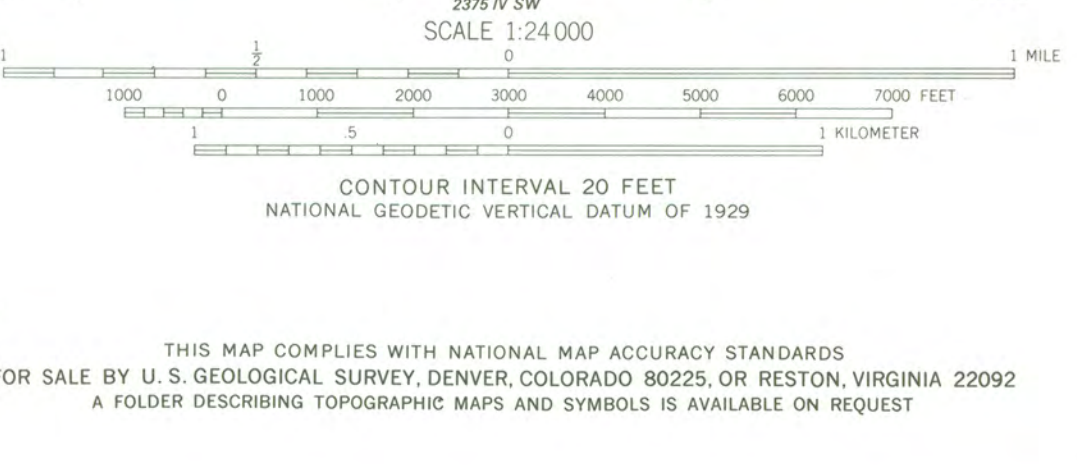 2375 IV SW
SCALE 1:24 000
1 1/2 0 1 MILE
1000 0 1000 2000 3000 4000 5000 6000 7000 FEET
1 .5 0 1 KILOMETER
CONTOUR INTERVAL 20 FEET
NATIONAL GEODETIC VERTICAL DATUM OF 1929
THIS MAP COMPLIES WITH NATIONAL MAP ACCURACY STANDARDS
FOR SALE BY U. S. GEOLOGICAL SURVEY, DENVER, COLORADO 80225, OR RESTON, VIRGINIA 22092
A FOLDER DESCRIBING TOPOGRAPHIC MAPS AND SYMBOLS IS AVAILABLE ON REQUEST